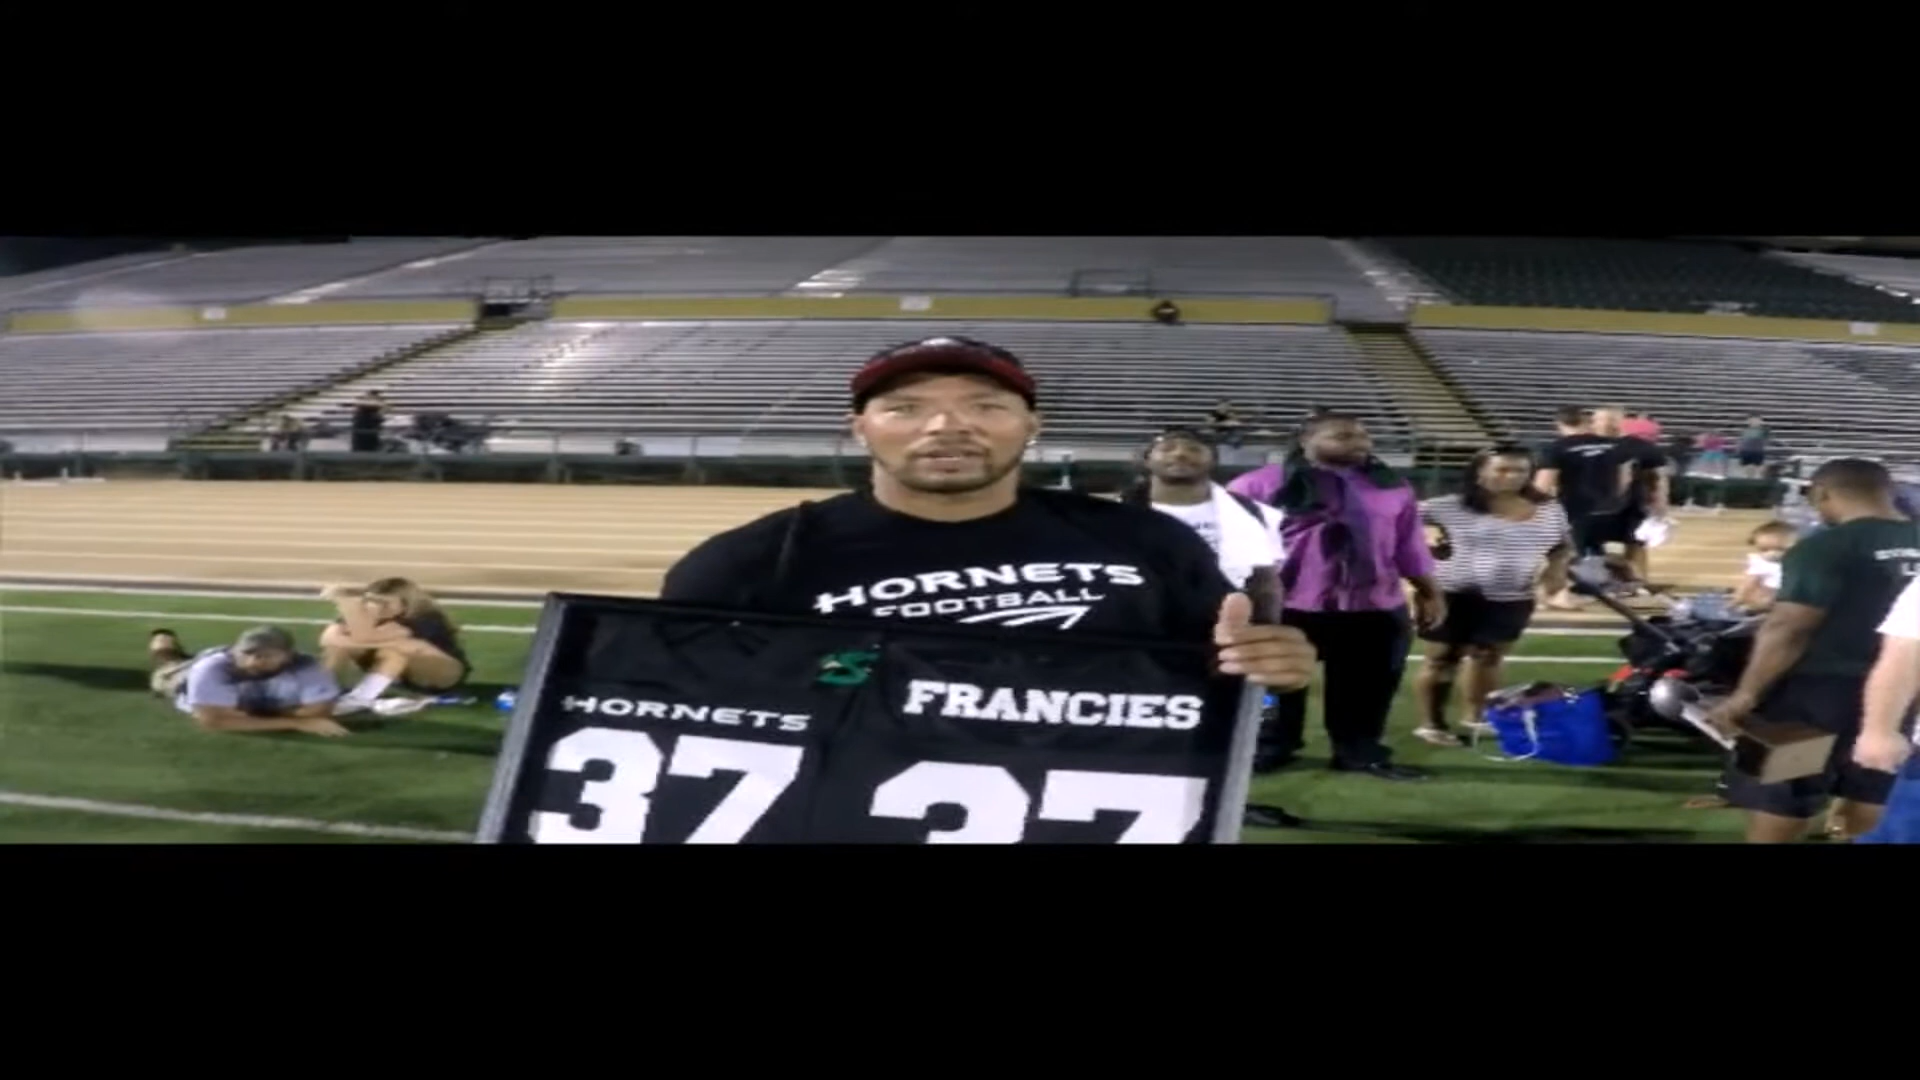 HORNETS
FOOTBALL
S
HORNETS
37
FRANCIES
37